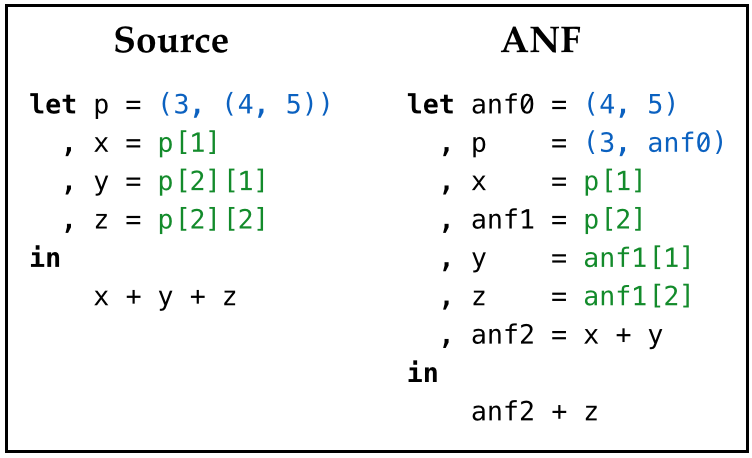 Source
let p = (3, (4, 5))
  , x = p[1]
  , y = p[2][1]
  , z = p[2][2]
in
    x + y + z
ANF
let anf0 = (4, 5)
  , p    = (3, anf0)
  , x    = p[1]
  , anf1 = p[2]
  , y    = anf1[1]
  , z    = anf1[2]
  , anf2 = x + y
in
    anf2 + z